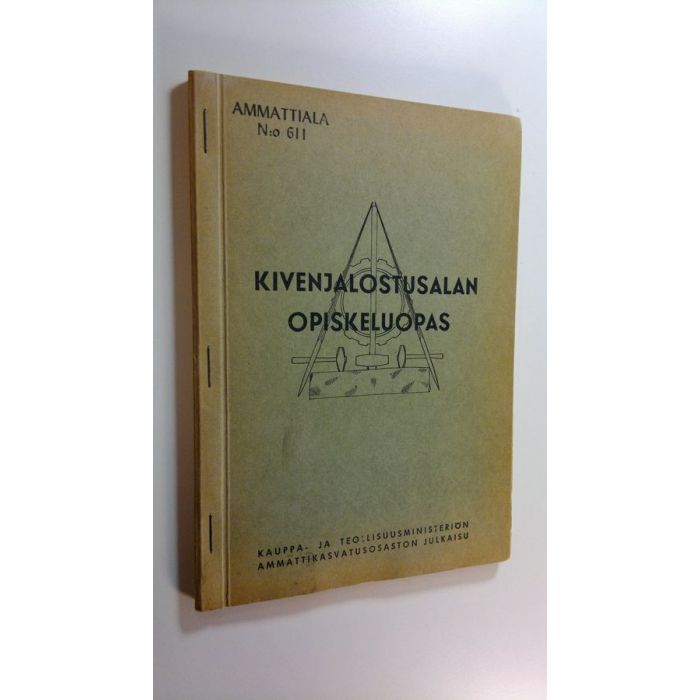 AMMATTIALA
N:o 611
KIVENJALOSTUSALAN
OPISKELUOPAS
KAUPPA- JA TEOLLISUUSMINISTERIÖN
AMMATTIKASVATUSOSASTON JULKAISU